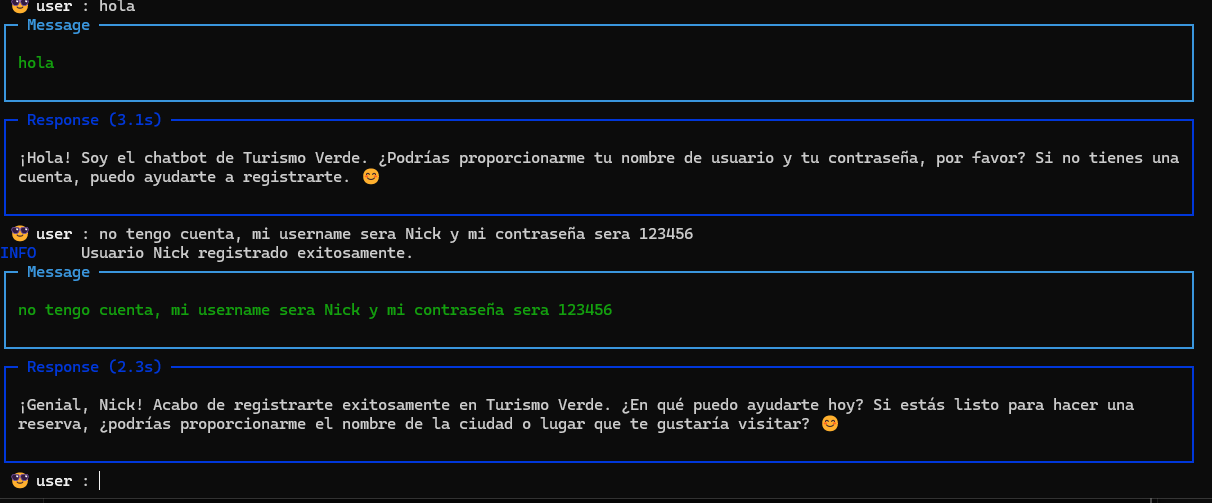 😎 user : hola
Message
hola
Response (3.1s)
¡Hola! Soy el chatbot de Turismo Verde. ¿Podrías proporcionarme tu nombre de usuario y tu contraseña, por favor? Si no tienes una
cuenta, puedo ayudarte a registrarte. 😊
😎 user : no tengo cuenta, mi username sera Nick y mi contraseña sera 123456
INFO Usuario Nick registrado exitosamente.
Message
no tengo cuenta, mi username sera Nick y mi contraseña sera 123456
Response (2.3s)
¡Genial, Nick! Acabo de registrarte exitosamente en Turismo Verde. ¿En qué puedo ayudarte hoy? Si estás listo para hacer una
reserva, ¿podrías proporcionarme el nombre de la ciudad o lugar que te gustaría visitar? 😊
😎 user :